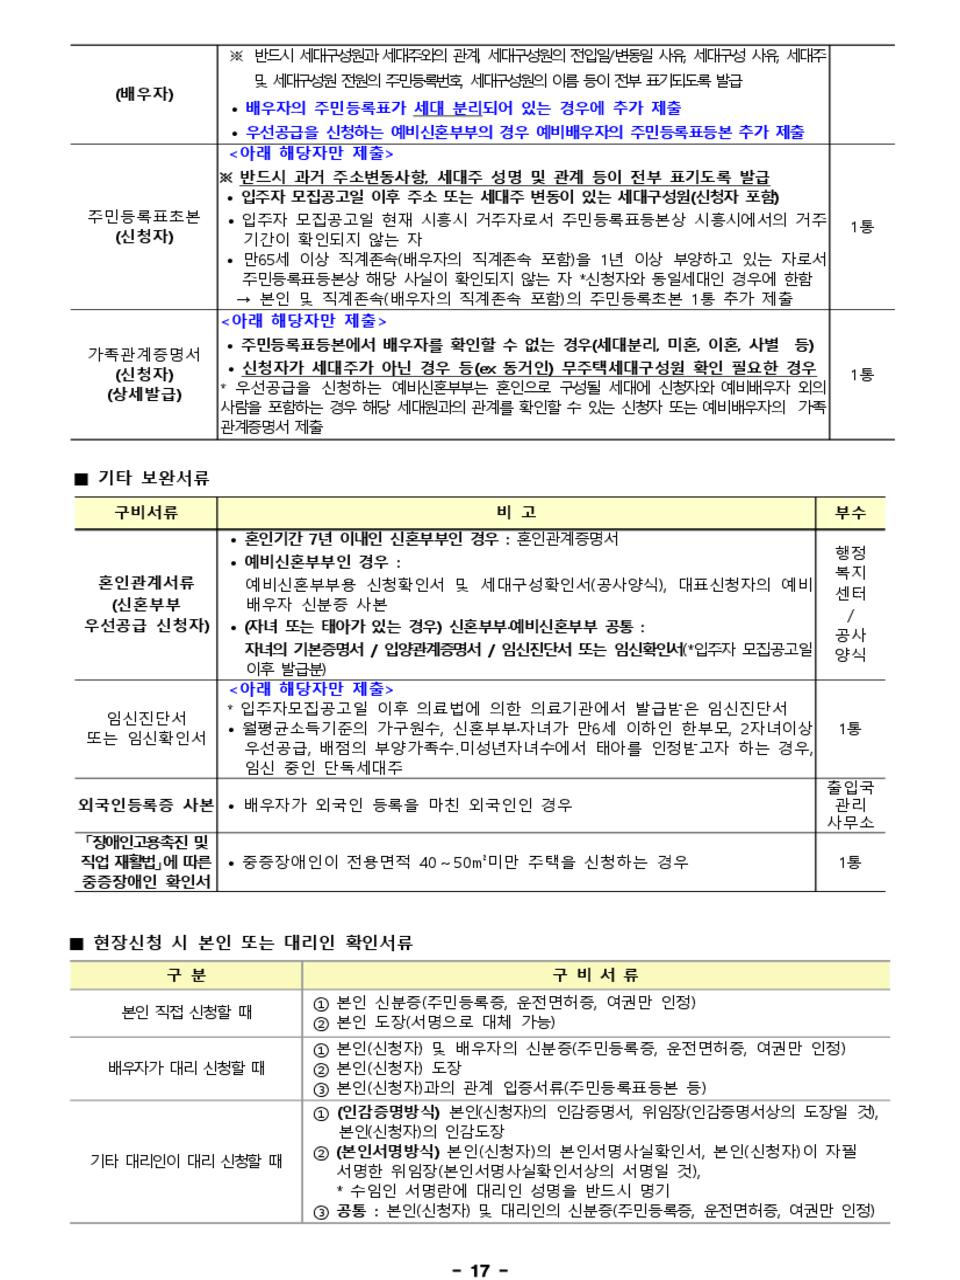 ※ 반드시 세대구성원과 세대주와의 관계, 세대구성원의 전입일/변동일 사유, 세대구성 사유, 세대주
및 세대구성원 전원의 주민등록번호, 세대구성원의 이름 등이 전부 표기되도록 발급
(배우자)
• 배우자의 주민등록표가 세대 분리되어 있는 경우에 추가 제출
• 우선공급을 신청하는 예비신혼부부의 경우 예비배우자의 주민등록표등본 추가 제출
<아래 해당자만 제출>
※ 반드시 과거 주소변동사항, 세대주 성명 및 관계 등이 전부 표기도록 발급
• 입주자 모집공고일 이후 주소 또는 세대주 변동이 있는 세대구성원(신청자 포함)
주민등록표초본
(신청자)
• 입주자 모집공고일 현재 시흥시 거주자로서 주민등록표등본상 시흥시에서의 거주
기간이 확인되지 않는 자
1통
• 만65세 이상 직계존속(배우자의 직계존속 포함)을 1년 이상 부양하고 있는 자로서
주민등록표등본상 해당 사실이 확인되지 않는 자 *신청자와 동일세대인 경우에 한함
→ 본인 및 직계존속(배우자의 직계존속 포함)의 주민등록초본 1통 추가 제출
<아래 해당자만 제출>
• 주민등록표등본에서 배우자를 확인할 수 없는 경우(세대분리, 미혼, 이혼, 사별 등)
가족관계증명서
(신청자)
(상세발급)
• 신청자가 세대주가 아닌 경우 등(ex 동거인) 무주택세대구성원 확인 필요한 경우
1통
* 우선공급을 신청하는 예비신혼부부는 혼인으로 구성될 세대에 신청자와 예비배우자 외의
사람을 포함하는 경우 해당 세대원과의 관계를 확인할 수 있는 신청자 또는 예비배우자의 가족
관계증명서 제출
■ 기타 보완서류
구비서류 비 고 부수
혼인관계서류
(신혼부부
우선공급 신청자)
• 혼인기간 7년 이내인 신혼부부인 경우 : 혼인관계증명서
• 예비신혼부부인 경우 :
예비신혼부부용 신청확인서 및 세대구성확인서(공사양식), 대표신청자의 예비
배우자 신분증 사본
• (자녀 또는 태아가 있는 경우) 신혼부부·예비신혼부부 공통 :
자녀의 기본증명서 / 입양관계증명서 / 임신진단서 또는 임신확인서(*입주자 모집공고일
이후 발급분)
행정
복지
센터
/
공사
양식
임신진단서
또는 임신확인서
<아래 해당자만 제출>
* 입주자모집공고일 이후 의료법에 의한 의료기관에서 발급받은 임신진단서
• 월평균소득기준의 가구원수, 신혼부부·자녀가 만6세 이하인 한부모, 2자녀이상
우선공급, 배점의 부양가족수.미성년자녀수에서 태아를 인정받고자 하는 경우,
임신 중인 단독세대주
1통
외국인등록증 사본
• 배우자가 외국인 등록을 마친 외국인인 경우
출입국
관리
사무소
「장애인고용촉진 및
직업 재활법」에 따른
중증장애인 확인서
• 중증장애인이 전용면적 40～50㎡미만 주택을 신청하는 경우
1통
■ 현장신청 시 본인 또는 대리인 확인서류
구 분 구 비 서 류
본인 직접 신청할 때
① 본인 신분증(주민등록증, 운전면허증, 여권만 인정)
② 본인 도장(서명으로 대체 가능)
배우자가 대리 신청할 때
① 본인(신청자) 및 배우자의 신분증(주민등록증, 운전면허증, 여권만 인정)
② 본인(신청자) 도장
③ 본인(신청자)과의 관계 입증서류(주민등록표등본 등)
기타 대리인이 대리 신청할 때
① (인감증명방식) 본인(신청자)의 인감증명서, 위임장(인감증명서상의 도장일 것),
본인(신청자)의 인감도장
② (본인서명방식) 본인(신청자)의 본인서명사실확인서, 본인(신청자)이 자필
서명한 위임장(본인서명사실확인서상의 서명일 것),
* 수임인 서명란에 대리인 성명을 반드시 명기
③ 공통 : 본인(신청자) 및 대리인의 신분증(주민등록증, 운전면허증, 여권만 인정)
- 17 -